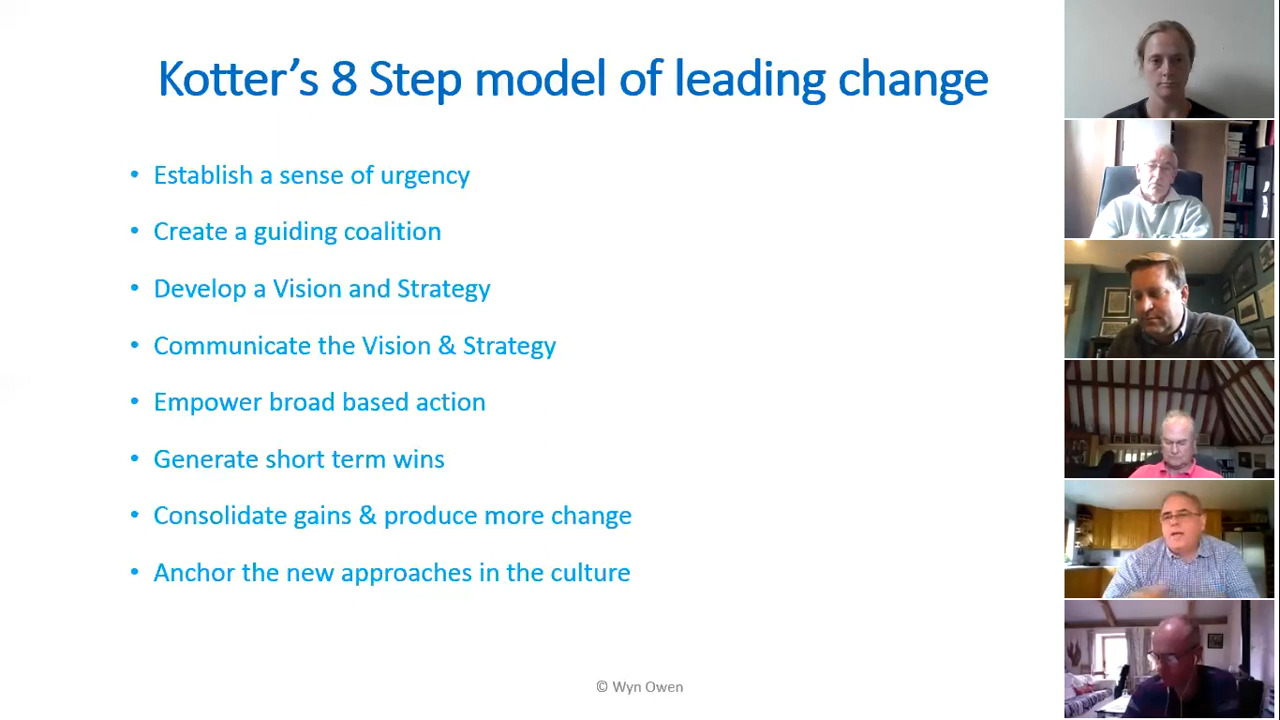 Kotter's 8 Step model of leading change
• Establish a sense of urgency
• Create a guiding coalition
• Develop a Vision and Strategy
• Communicate the Vision & Strategy
• Empower broad based action
• Generate short term wins
• Consolidate gains & produce more change
• Anchor the new approaches in the culture
© Wyn Owen